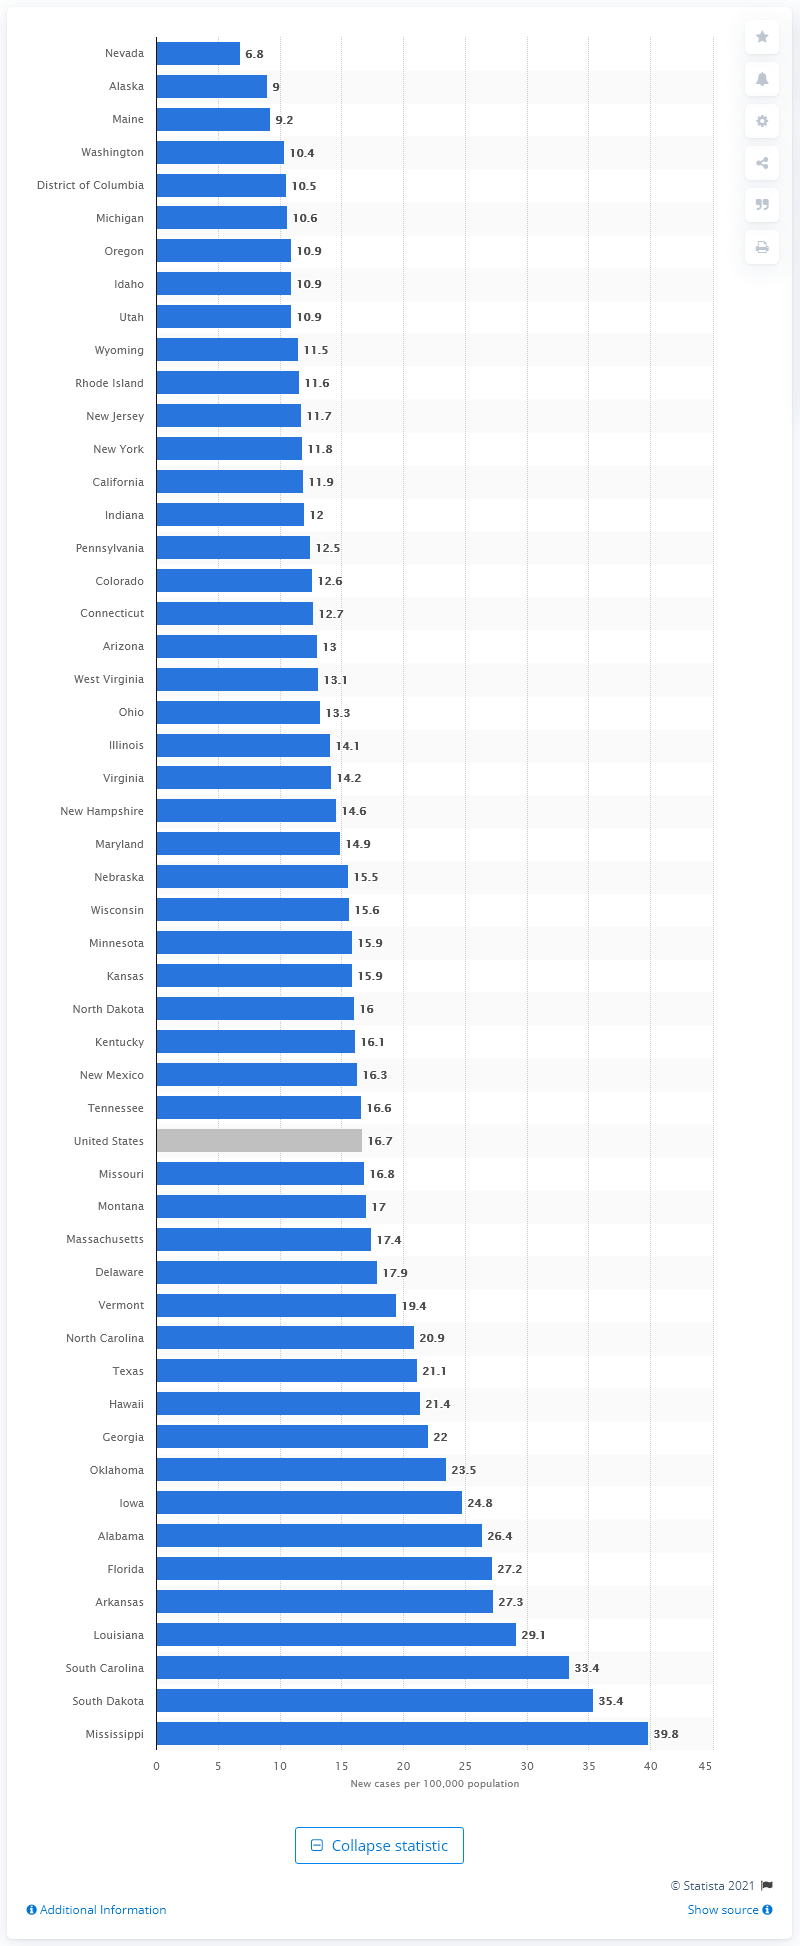 Nevada 6.8
Alaska 9
Maine 9.2
Washington 10.4
District of Columbia 10.5
Michigan 10.6
Oregon 10.9
Idaho 10.9
Utah 10.9
Wyoming 11.5
Rhode Island 11.6
New Jersey 11.7
New York 11.8
California 11.9
Indiana 12
Pennsylvania 12.5
Colorado 12.6
Connecticut 12.7
Arizona 13
West Virginia 13.1
Ohio 13.3
Illinois 14.1
Virginia 14.2
New Hampshire 14.6
Maryland 14.9
Nebraska 15.5
Wisconsin 15.6
Minnesota 15.9
Kansas 15.9
North Dakota 16
Kentucky 16.1
New Mexico 16.3
Tennessee 16.6
United States 16.7
Missouri 16.8
Montana 17
Massachusetts 17.4
Delaware 17.9
Vermont 19.4
North Carolina 20.9
Texas 21.1
Hawaii 21.4
Georgia 22
Oklahoma 23.5
Iowa 24.8
Alabama 26.4
Florida 27.2
Arkansas 27.3
Louisiana 29.1
South Carolina 33.4
South Dakota 35.4
Mississippi 39.8
0 5 10 15 20 25 30 35 40 45
New cases per 100,000 population
Collapse statistic
© Statista 2021
Additional Information Show source